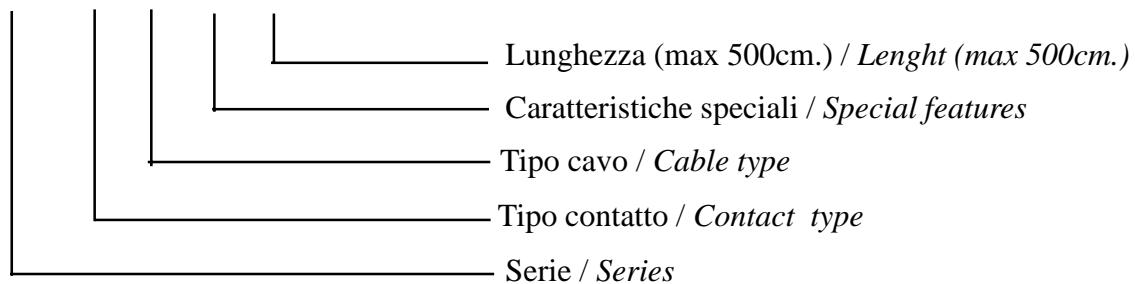 Lunghezza (max 500cm.) / Lenght (max 500cm.)
Caratteristiche speciali / Special features
Tipo cavo / Cable type
Tipo contatto / Contact type
Serie / Series